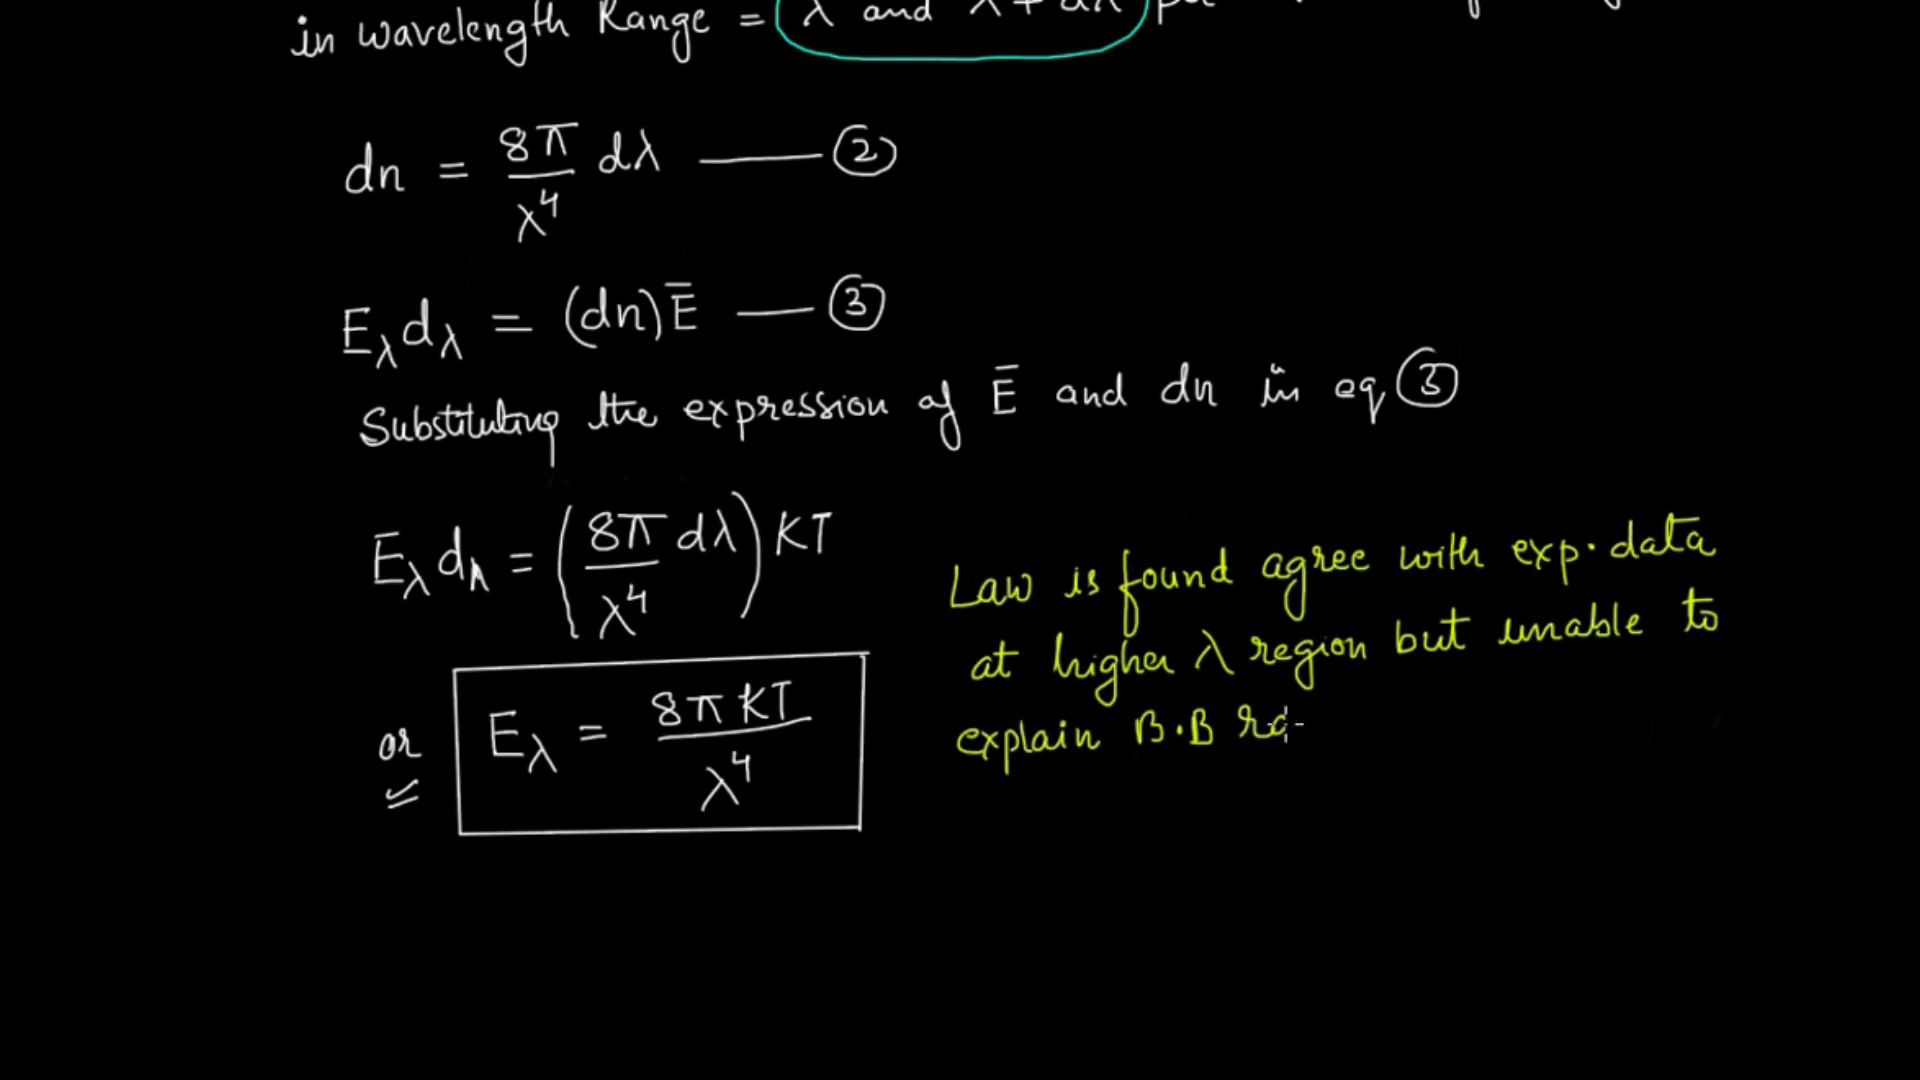 in wavelength Range = λ and λ + dλ
dn = 8π/λ⁴ dλ —— ②
E_λ d_λ = (dn) Ē —— ③
Substituting the expression of Ē and dn in eq ③
E_λ d_λ = (8π/λ⁴ dλ) KT
or E_λ = 8πKT/λ⁴
Law is found agree with exp. data
at higher λ region but unable to
explain B.B ra